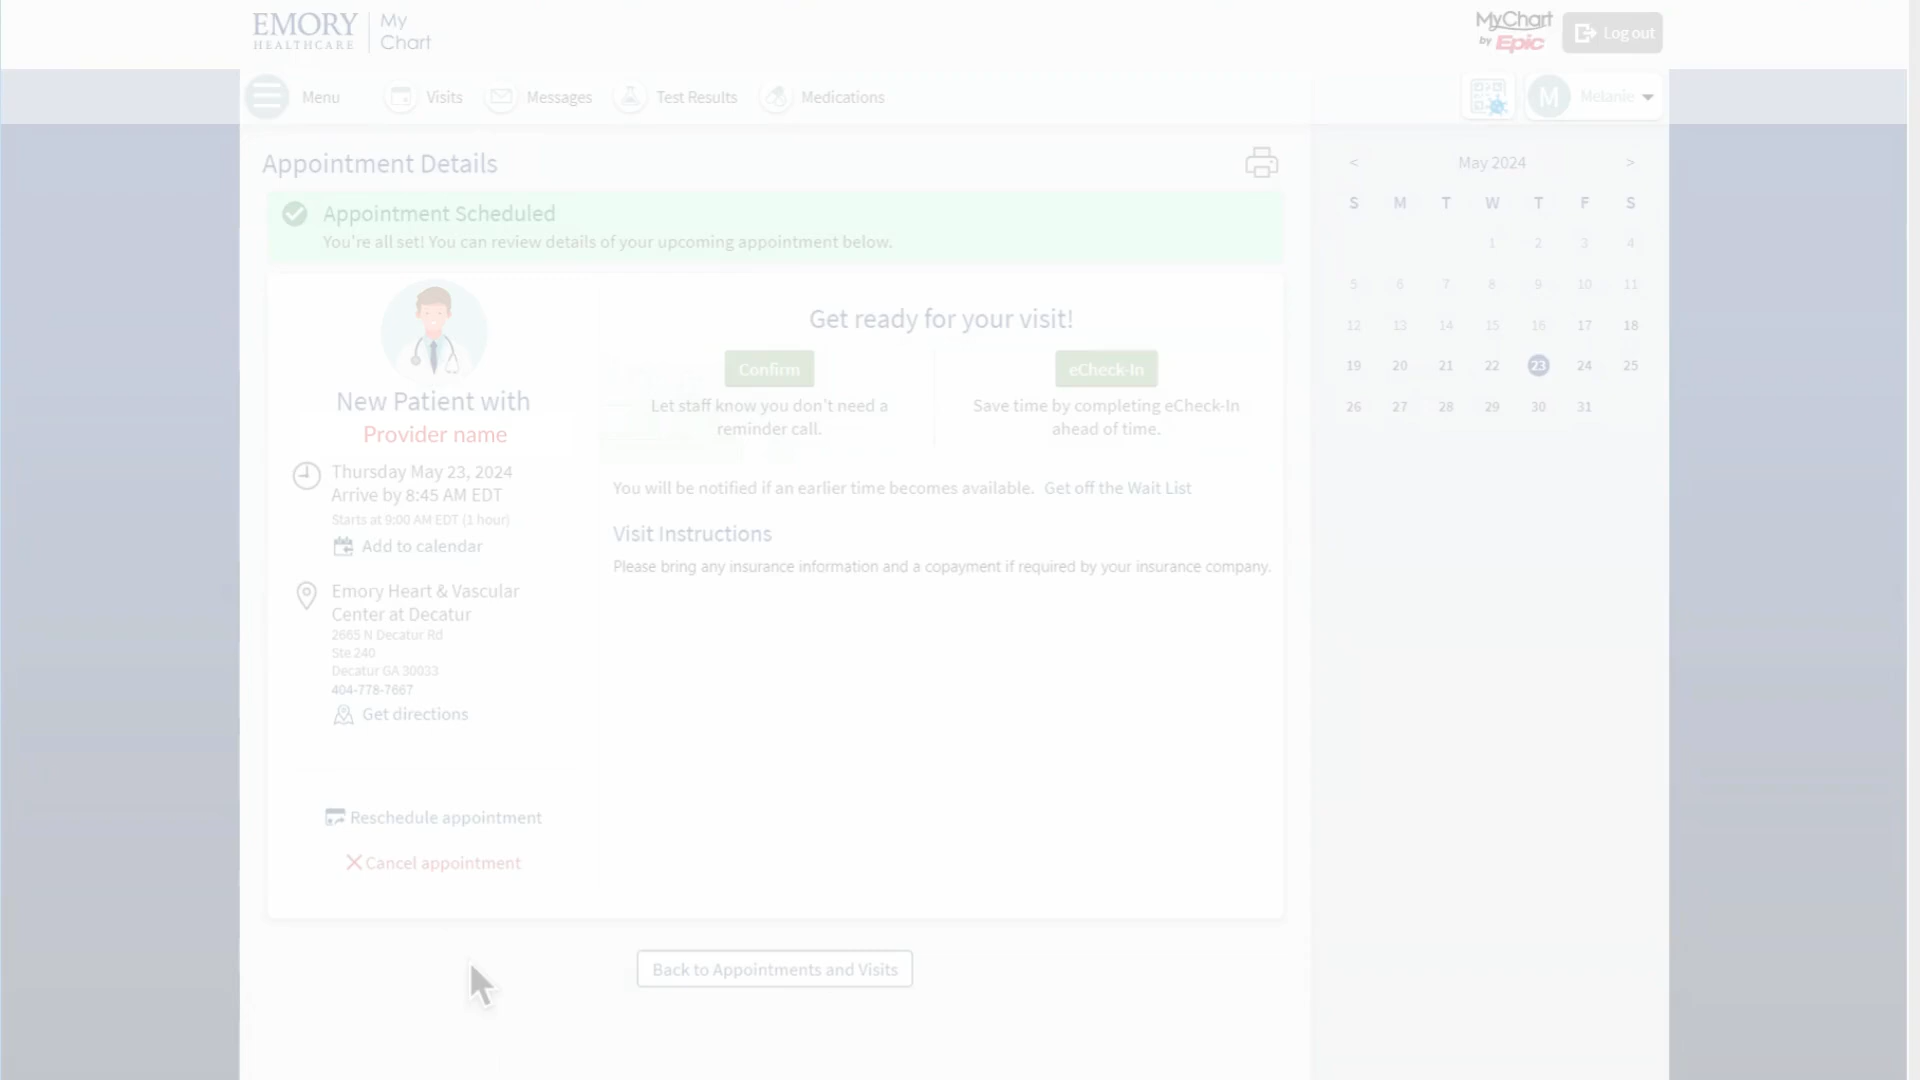 EMORY
HEALTHCARE
My
Chart
MyChart
by Epic
Log out
Menu
Visits
Messages
Test Results
Medications
M
Melanie
Appointment Details
Appointment Scheduled
You're all set! You can review details of your upcoming appointment below.
New Patient with
Provider name
Thursday May 23, 2024
Arrive by 8:45 AM EDT
Starts at 9:00 AM EDT (1 hour)
Add to calendar
Emory Heart & Vascular
Center at Decatur
2665 N Decatur Rd
Ste 240
Decatur GA 30033
404-778-7667
Get directions
Reschedule appointment
Cancel appointment
Get ready for your visit!
Confirm
Let staff know you don't need a
reminder call.
eCheck-In
Save time by completing eCheck-In
ahead of time.
You will be notified if an earlier time becomes available. Get off the Wait List
Visit Instructions
Please bring any insurance information and a copayment if required by your insurance company.
Back to Appointments and Visits
< May 2024 >
S M T W T F S
1 2 3 4
5 6 7 8 9 10 11
12 13 14 15 16 17 18
19 20 21 22 23 24 25
26 27 28 29 30 31